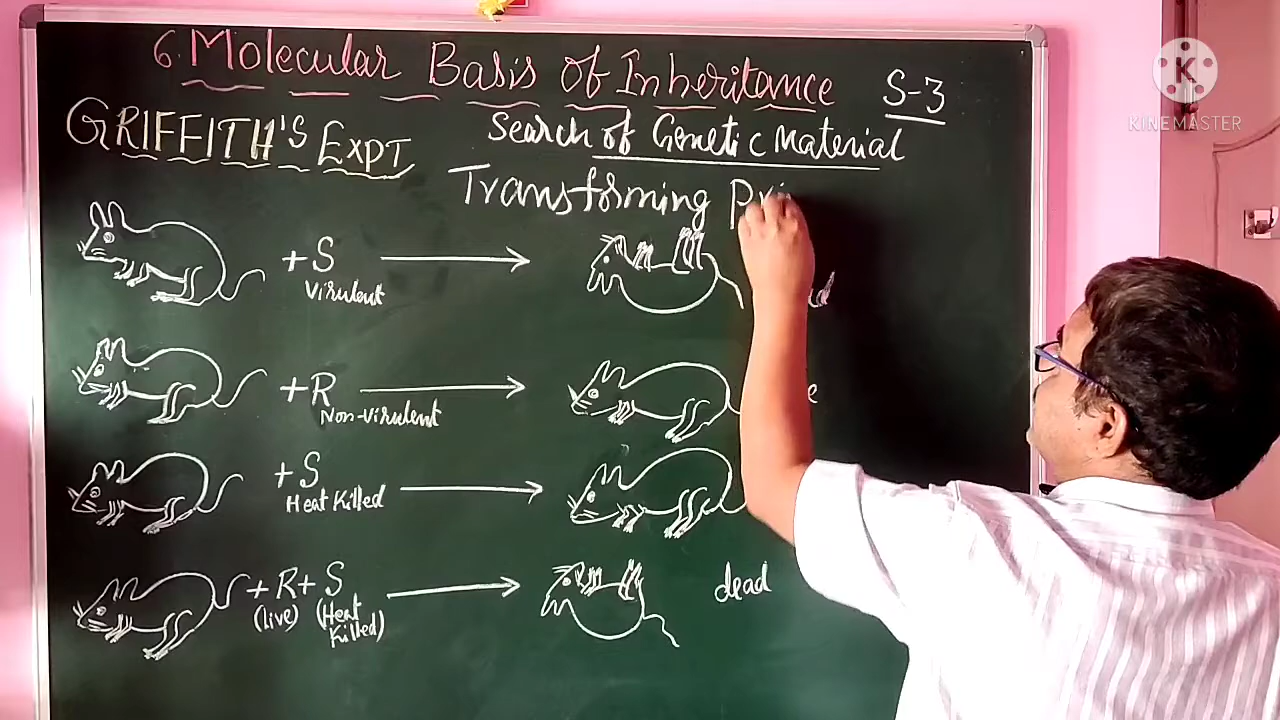 6. Molecular Basis of Inheritance
S-3
GRIFFITH'S EXPT
Search of Genetic Material
Transforming Pri
+ S
Virulent
+ R
Non-virulent
+ S
Heat Killed
+ R + S
(live) (Heat Killed)
dead
K
KINEMASTER